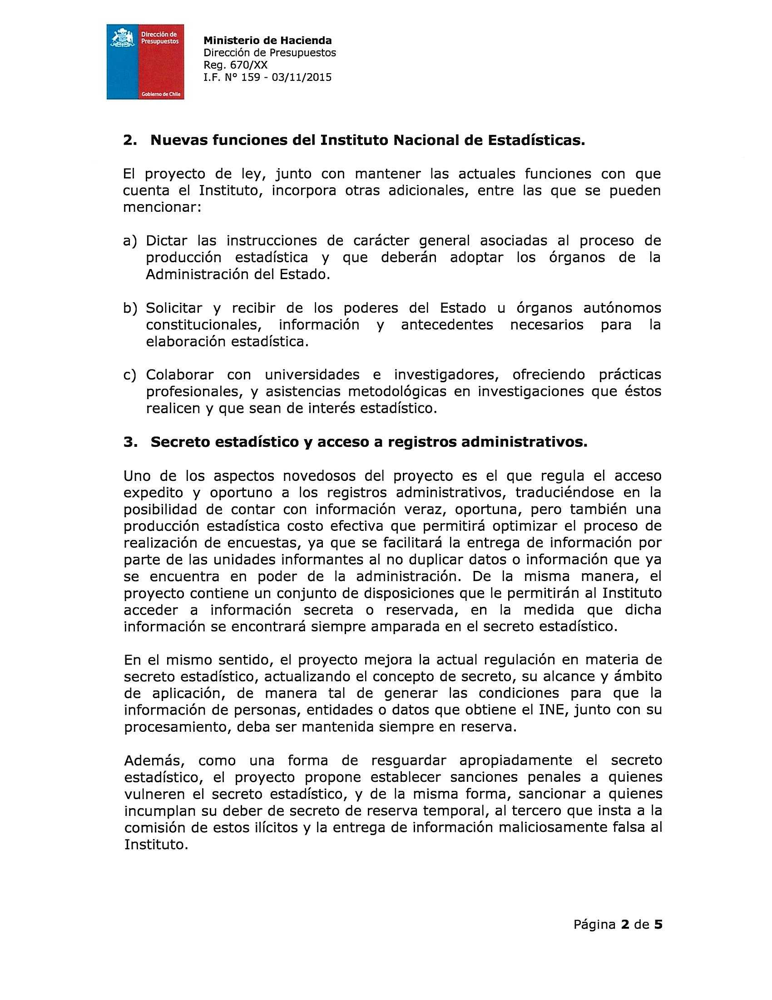 Dirección de
Presupuestos
Gobierno de Chile
Ministerio de Hacienda
Dirección de Presupuestos
Reg. 670/XX
I.F. N° 159 - 03/11/2015
2. Nuevas funciones del Instituto Nacional de Estadísticas.
El proyecto de ley, junto con mantener las actuales funciones con que
cuenta el Instituto, incorpora otras adicionales, entre las que se pueden
mencionar:
a) Dictar las instrucciones de carácter general asociadas al proceso de
producción estadística y que deberán adoptar los órganos de la
Administración del Estado.
b) Solicitar y recibir de los poderes del Estado u órganos autónomos
constitucionales, información y antecedentes necesarios para la
elaboración estadística.
c) Colaborar con universidades e investigadores, ofreciendo prácticas
profesionales, y asistencias metodológicas en investigaciones que éstos
realicen y que sean de interés estadístico.
3. Secreto estadístico y acceso a registros administrativos.
Uno de los aspectos novedosos del proyecto es el que regula el acceso
expedito y oportuno a los registros administrativos, traduciéndose en la
posibilidad de contar con información veraz, oportuna, pero también una
producción estadística costo efectiva que permitirá optimizar el proceso de
realización de encuestas, ya que se facilitará la entrega de información por
parte de las unidades informantes al no duplicar datos o información que ya
se encuentra en poder de la administración. De la misma manera, el
proyecto contiene un conjunto de disposiciones que le permitirán al Instituto
acceder a información secreta o reservada, en la medida que dicha
información se encontrará siempre amparada en el secreto estadístico.
En el mismo sentido, el proyecto mejora la actual regulación en materia de
secreto estadístico, actualizando el concepto de secreto, su alcance y ámbito
de aplicación, de manera tal de generar las condiciones para que la
información de personas, entidades o datos que obtiene el INE, junto con su
procesamiento, deba ser mantenida siempre en reserva.
Además, como una forma de resguardar apropiadamente el secreto
estadístico, el proyecto propone establecer sanciones penales a quienes
vulneren el secreto estadístico, y de la misma forma, sancionar a quienes
incumplan su deber de secreto de reserva temporal, al tercero que insta a la
comisión de estos ilícitos y la entrega de información maliciosamente falsa al
Instituto.
Página 2 de 5